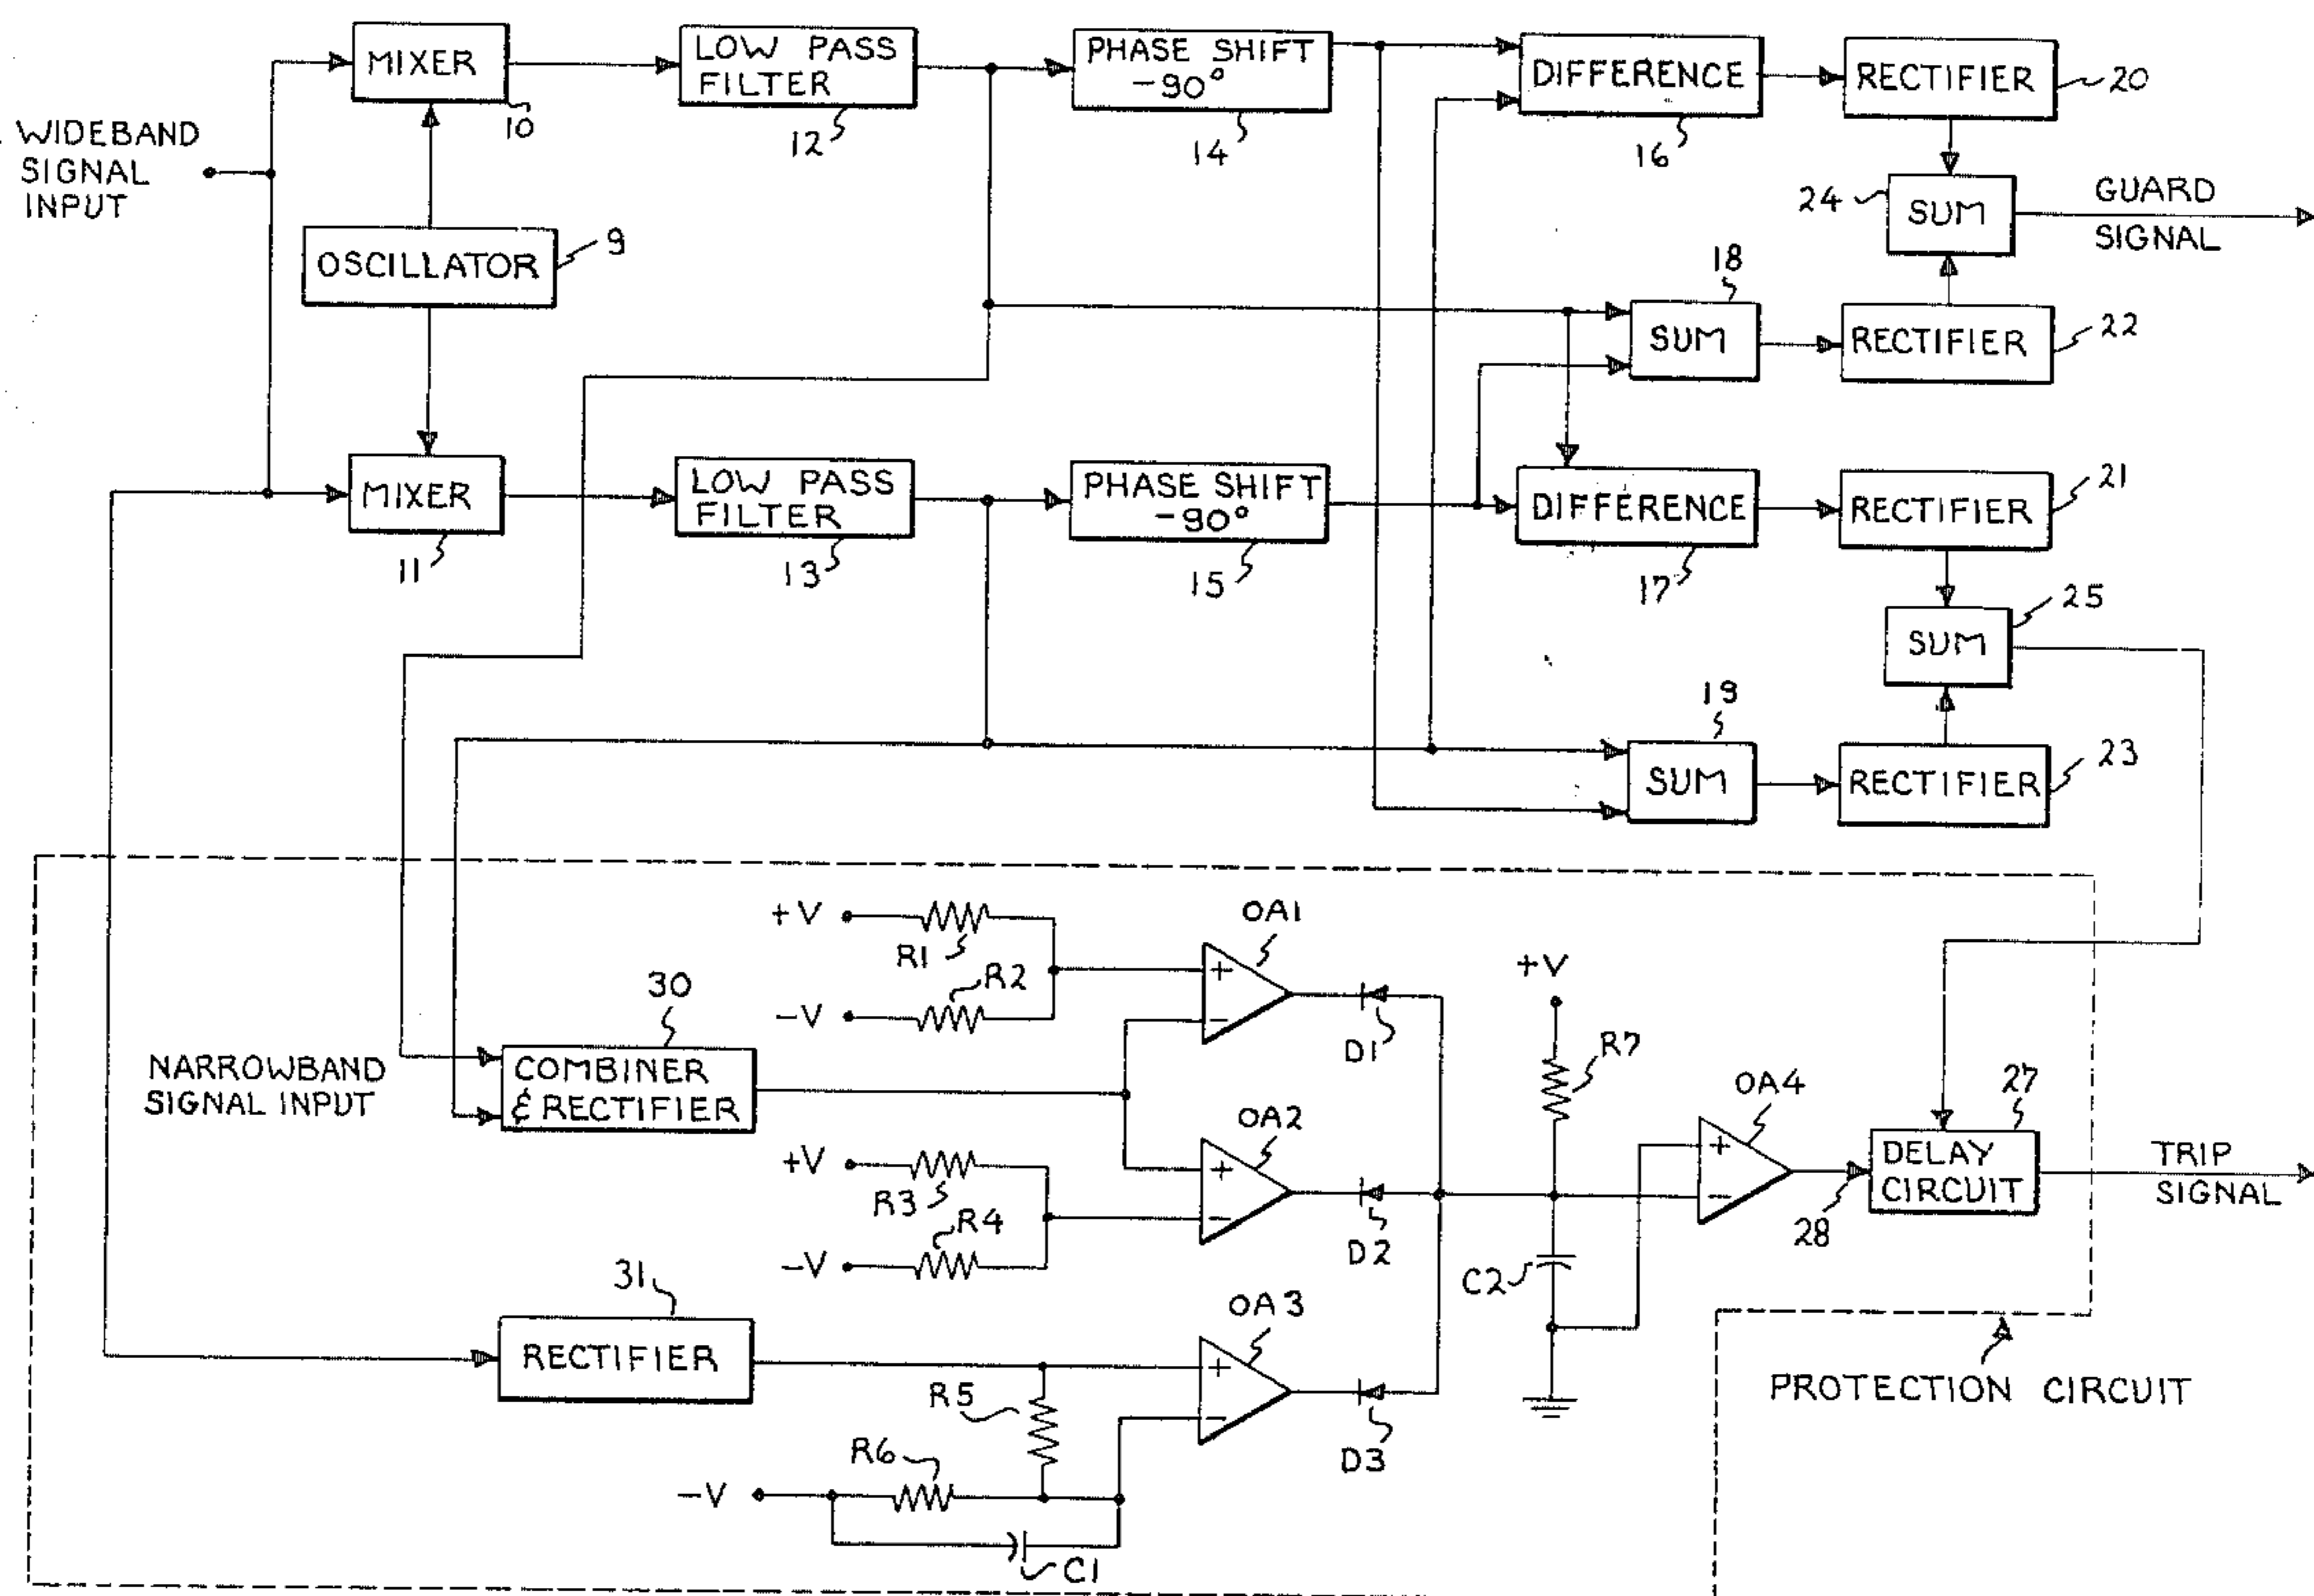 MIXER
10
LOW PASS
FILTER
12
PHASE SHIFT
-90°
14
DIFFERENCE
16
RECTIFIER
20
WIDEBAND
SIGNAL
INPUT
OSCILLATOR
9
24
SUM
GUARD
SIGNAL
18
SUM
RECTIFIER
22
MIXER
11
LOW PASS
FILTER
13
PHASE SHIFT
-90°
15
DIFFERENCE
17
RECTIFIER
21
SUM
25
19
SUM
RECTIFIER
23
+V
R1
R2
-V
OA1
D1
30
NARROWBAND
SIGNAL INPUT
COMBINER
& RECTIFIER
+V
R3
R4
-V
OA2
D2
+V
R7
C2
OA4
28
27
DELAY
CIRCUIT
TRIP
SIGNAL
31
RECTIFIER
OA3
D3
R5
R6
-V
C1
PROTECTION CIRCUIT